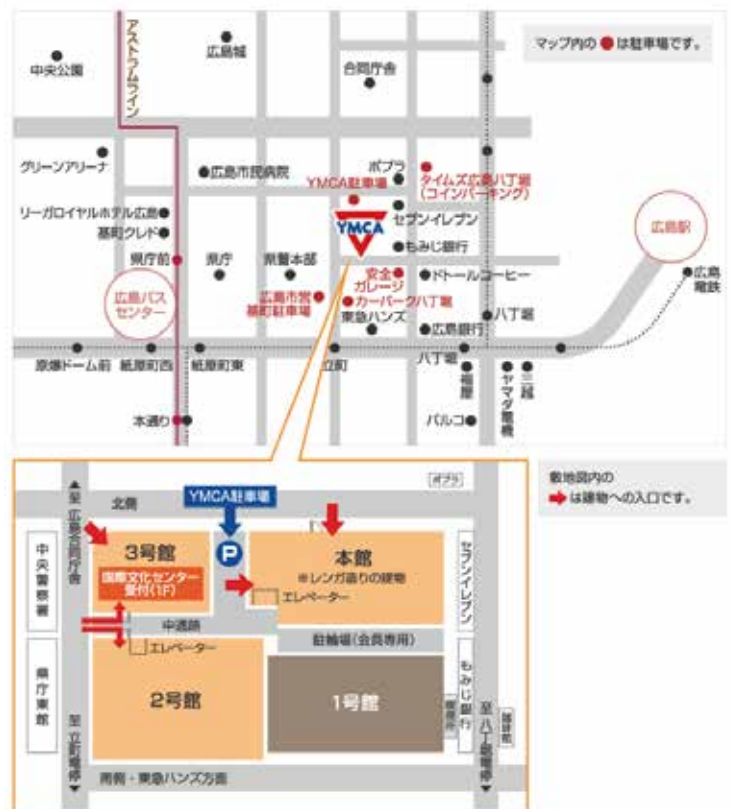 アストラムライン
中央公園
広島城
合同庁舎
マップ内の●は駐車場です。
グリーンアリーナ
広島市民病院
ポプラ
タイムズ広島八丁堀
(コインパーキング)
YMCA駐車場
YMCA
セブンイレブン
リーガロイヤルホテル広島
基町クレド
もみじ銀行
広島駅
県庁前
県庁
県警本部
安全
ガレージ
ドトールコーヒー
広島電鉄
広島バス
センター
広島市営
基町駐車場
カーパーク八丁堀
東急ハンズ
広島銀行
八丁堀
原爆ドーム前
紙屋町西
紙屋町東
立町
八丁堀
福屋
ヤマダ電機
三越
本通り
パルコ
敷地図内の
➡は建物への入口です。
ポプラ
北側
YMCA駐車場
至 広島合同庁舎
中央警察署
3号館
国際文化センター
受付(1F)
P
本館
※レンガ造りの建物
エレベーター
セブンイレブン
中通路
駐輪場(会員専用)
エレベーター
県庁東館
2号館
1号館
もみじ銀行
至 立町電停
至 八丁堀電停
南側・東急ハンズ方面